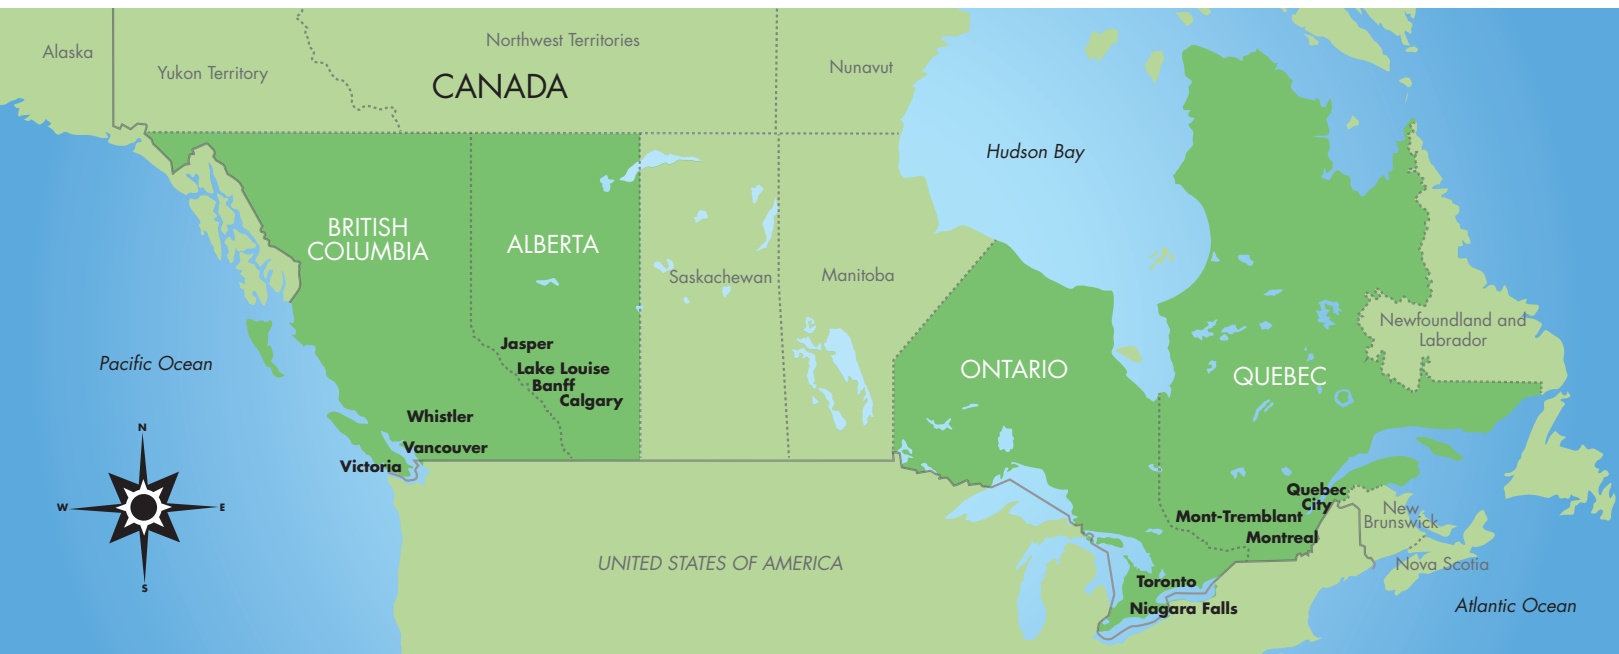 Alaska
Yukon Territory
Northwest Territories
CANADA
Nunavut
Hudson Bay
BRITISH
COLUMBIA
ALBERTA
Saskachewan
Manitoba
Newfoundland and
Labrador
Pacific Ocean
Jasper
Lake Louise
Banff
Calgary
ONTARIO
QUEBEC
Whistler
Vancouver
Victoria
N
W
E
S
Quebec
City
Mont-Tremblant
Montreal
New
Brunswick
Nova Scotia
UNITED STATES OF AMERICA
Toronto
Niagara Falls
Atlantic Ocean